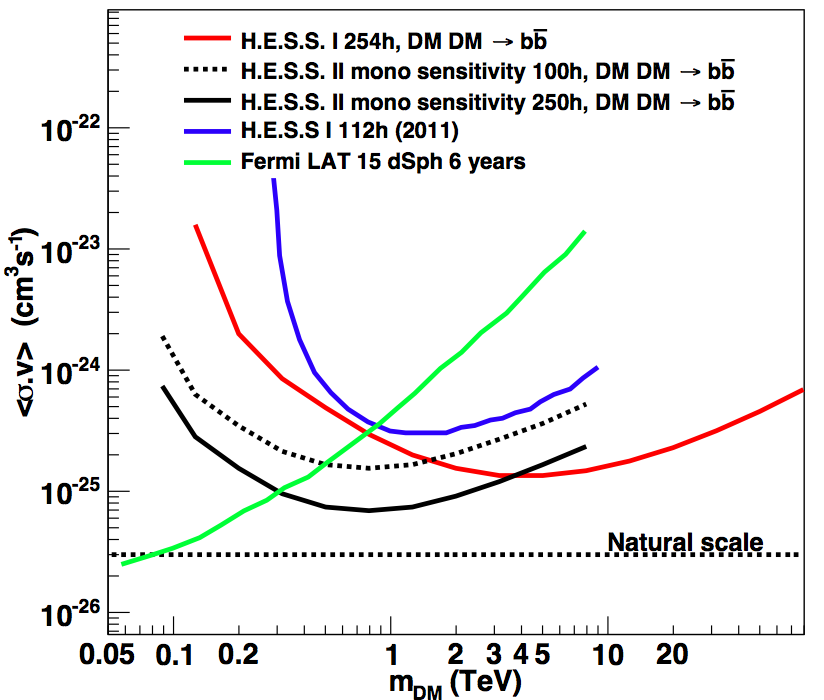 H.E.S.S. I 254h, DM DM → bb̅
H.E.S.S. II mono sensitivity 100h, DM DM → bb̅
H.E.S.S. II mono sensitivity 250h, DM DM → bb̅
H.E.S.S I 112h (2011)
Fermi LAT 15 dSph 6 years
<σ.v> (cm³s⁻¹)
10⁻²²
10⁻²³
10⁻²⁴
10⁻²⁵
10⁻²⁶
Natural scale
0.05 0.1 0.2 1 2 3 4 5 10 20
m_DM (TeV)